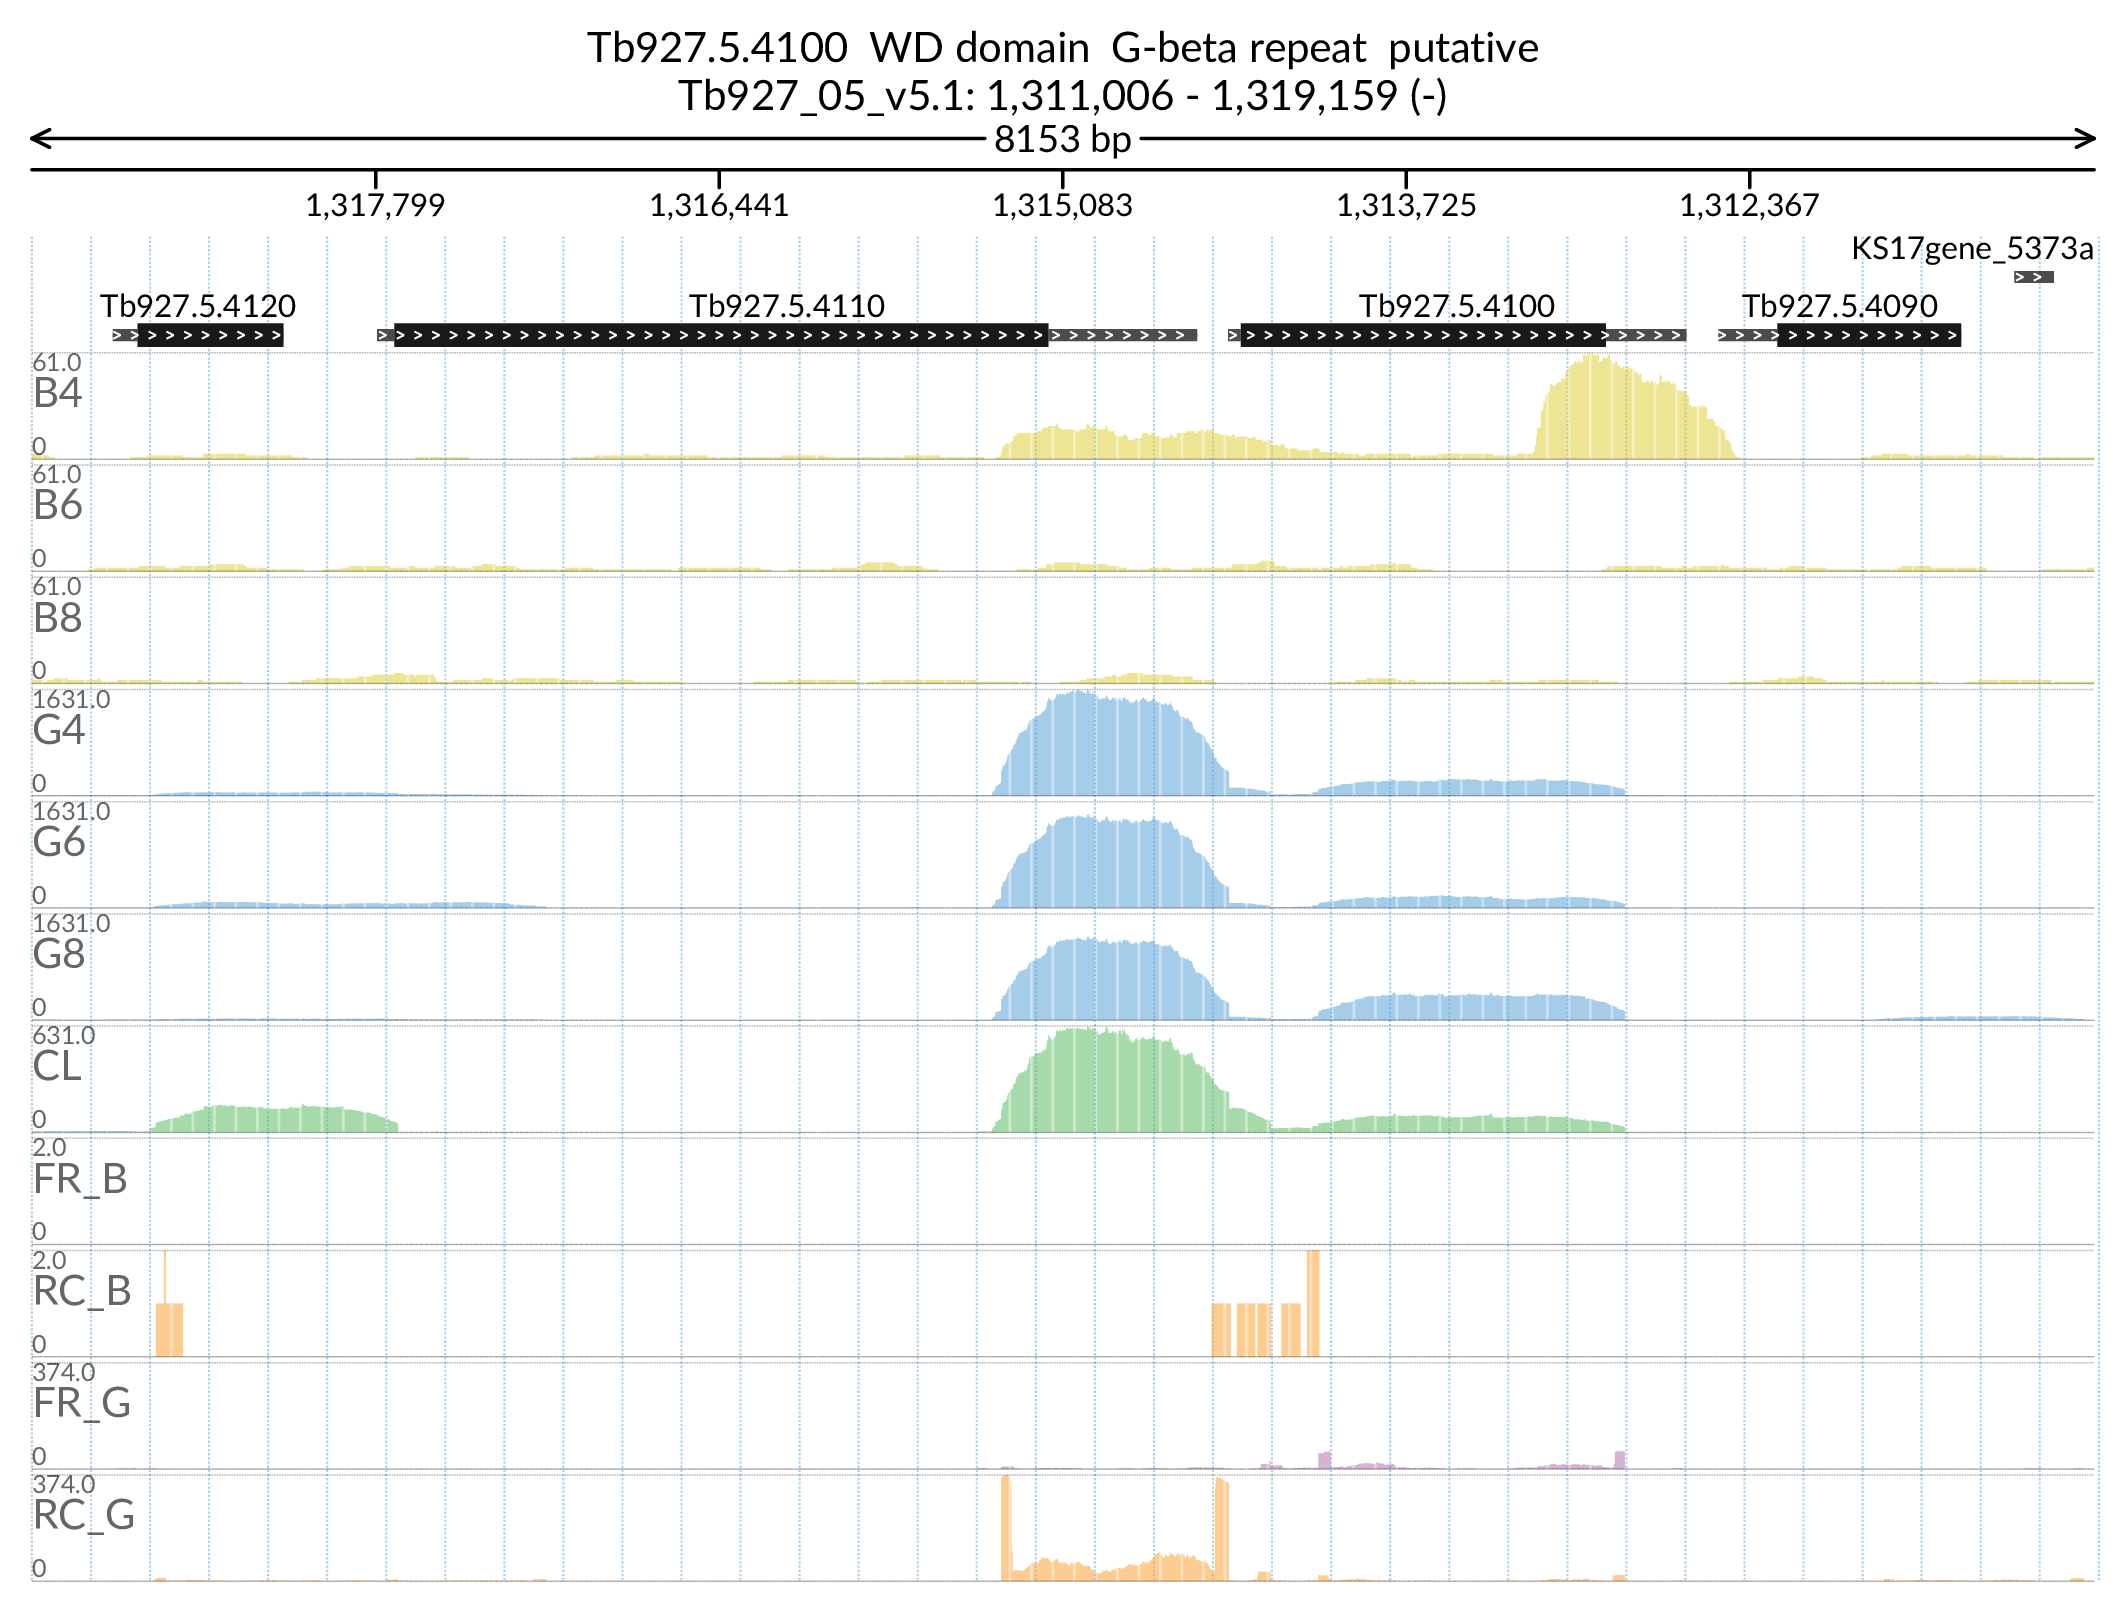 Tb927.5.4100  WD domain  G-beta repeat  putative
Tb927_05_v5.1: 1,311,006 - 1,319,159 (-)
8153 bp
1,317,799 1,316,441 1,315,083 1,313,725 1,312,367
KS17gene_5373a
Tb927.5.4120 Tb927.5.4110 Tb927.5.4100 Tb927.5.4090
61.0
B4
0
61.0
B6
0
61.0
B8
0
1631.0
G4
0
1631.0
G6
0
1631.0
G8
0
631.0
CL
0
2.0
FR_B
0
2.0
RC_B
0
374.0
FR_G
0
374.0
RC_G
0